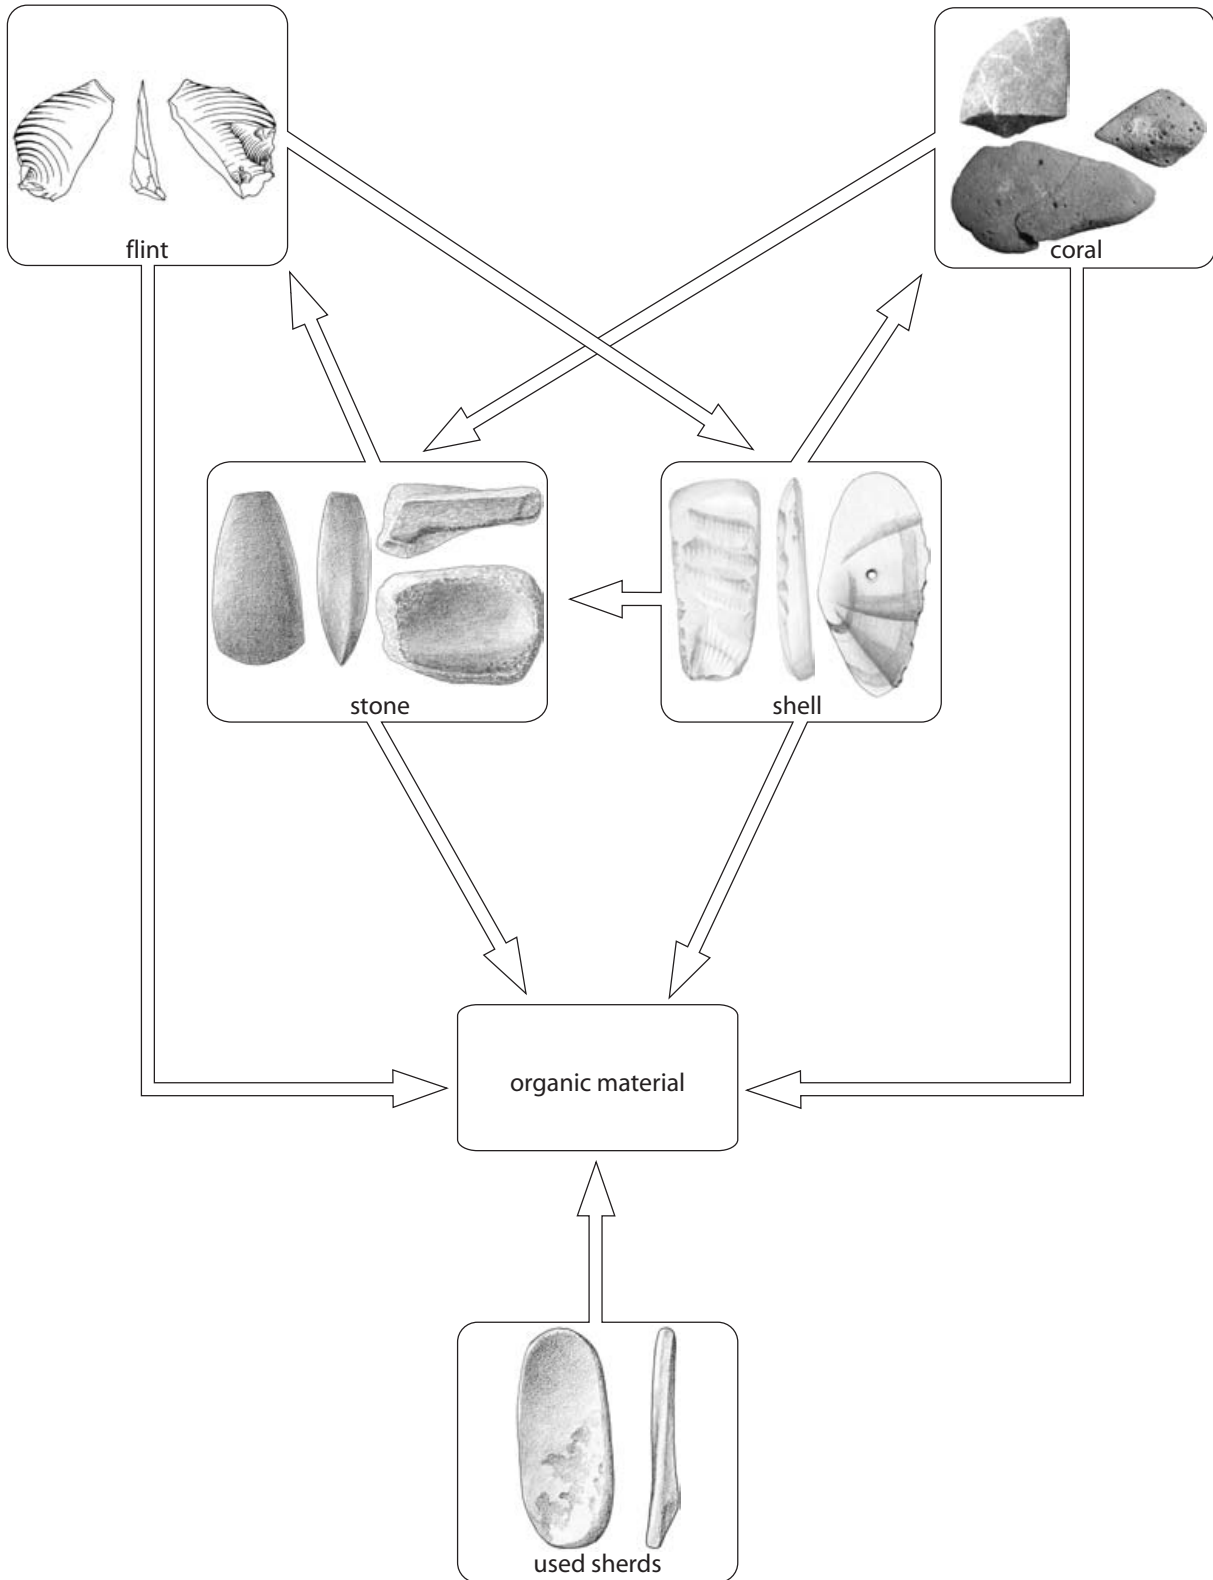 flint
coral
stone
shell
organic material
used sherds